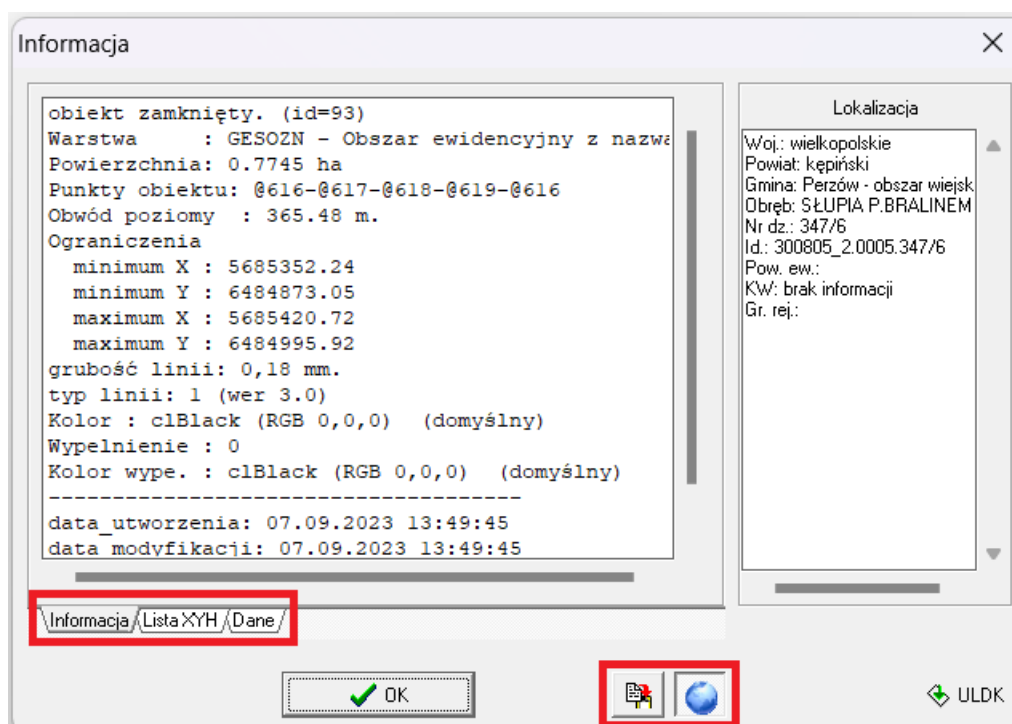 Informacja
obiekt zamknięty. (id=93)
Warstwa     : GESOZN - Obszar ewidencyjny z nazwą
Powierzchnia: 0.7745 ha
Punkty obiektu: @616-@617-@618-@619-@616
Obwód poziomy  : 365.48 m.
Ograniczenia
  minimum X : 5685352.24
  minimum Y : 6484873.05
  maximum X : 5685420.72
  maximum Y : 6484995.92
grubość linii: 0,18 mm.
typ linii: 1 (wer 3.0)
Kolor : clBlack (RGB 0,0,0)  (domyślny)
Wypelnienie : 0
Kolor wype. : clBlack (RGB 0,0,0)  (domyślny)
-------------------------------------
data_utworzenia: 07.09.2023 13:49:45
data modyfikacji: 07.09.2023 13:49:45
Lokalizacja
Woj.: wielkopolskie
Powiat: kępiński
Gmina: Perzów - obszar wiejsk
Obręb: SŁUPIA P.BRALINEM
Nr dz.: 347/6
Id.: 300805_2.0005.347/6
Pow. ew.:
KW: brak informacji
Gr. rej.:
Informacja
Lista XYH
Dane
OK
ULDK